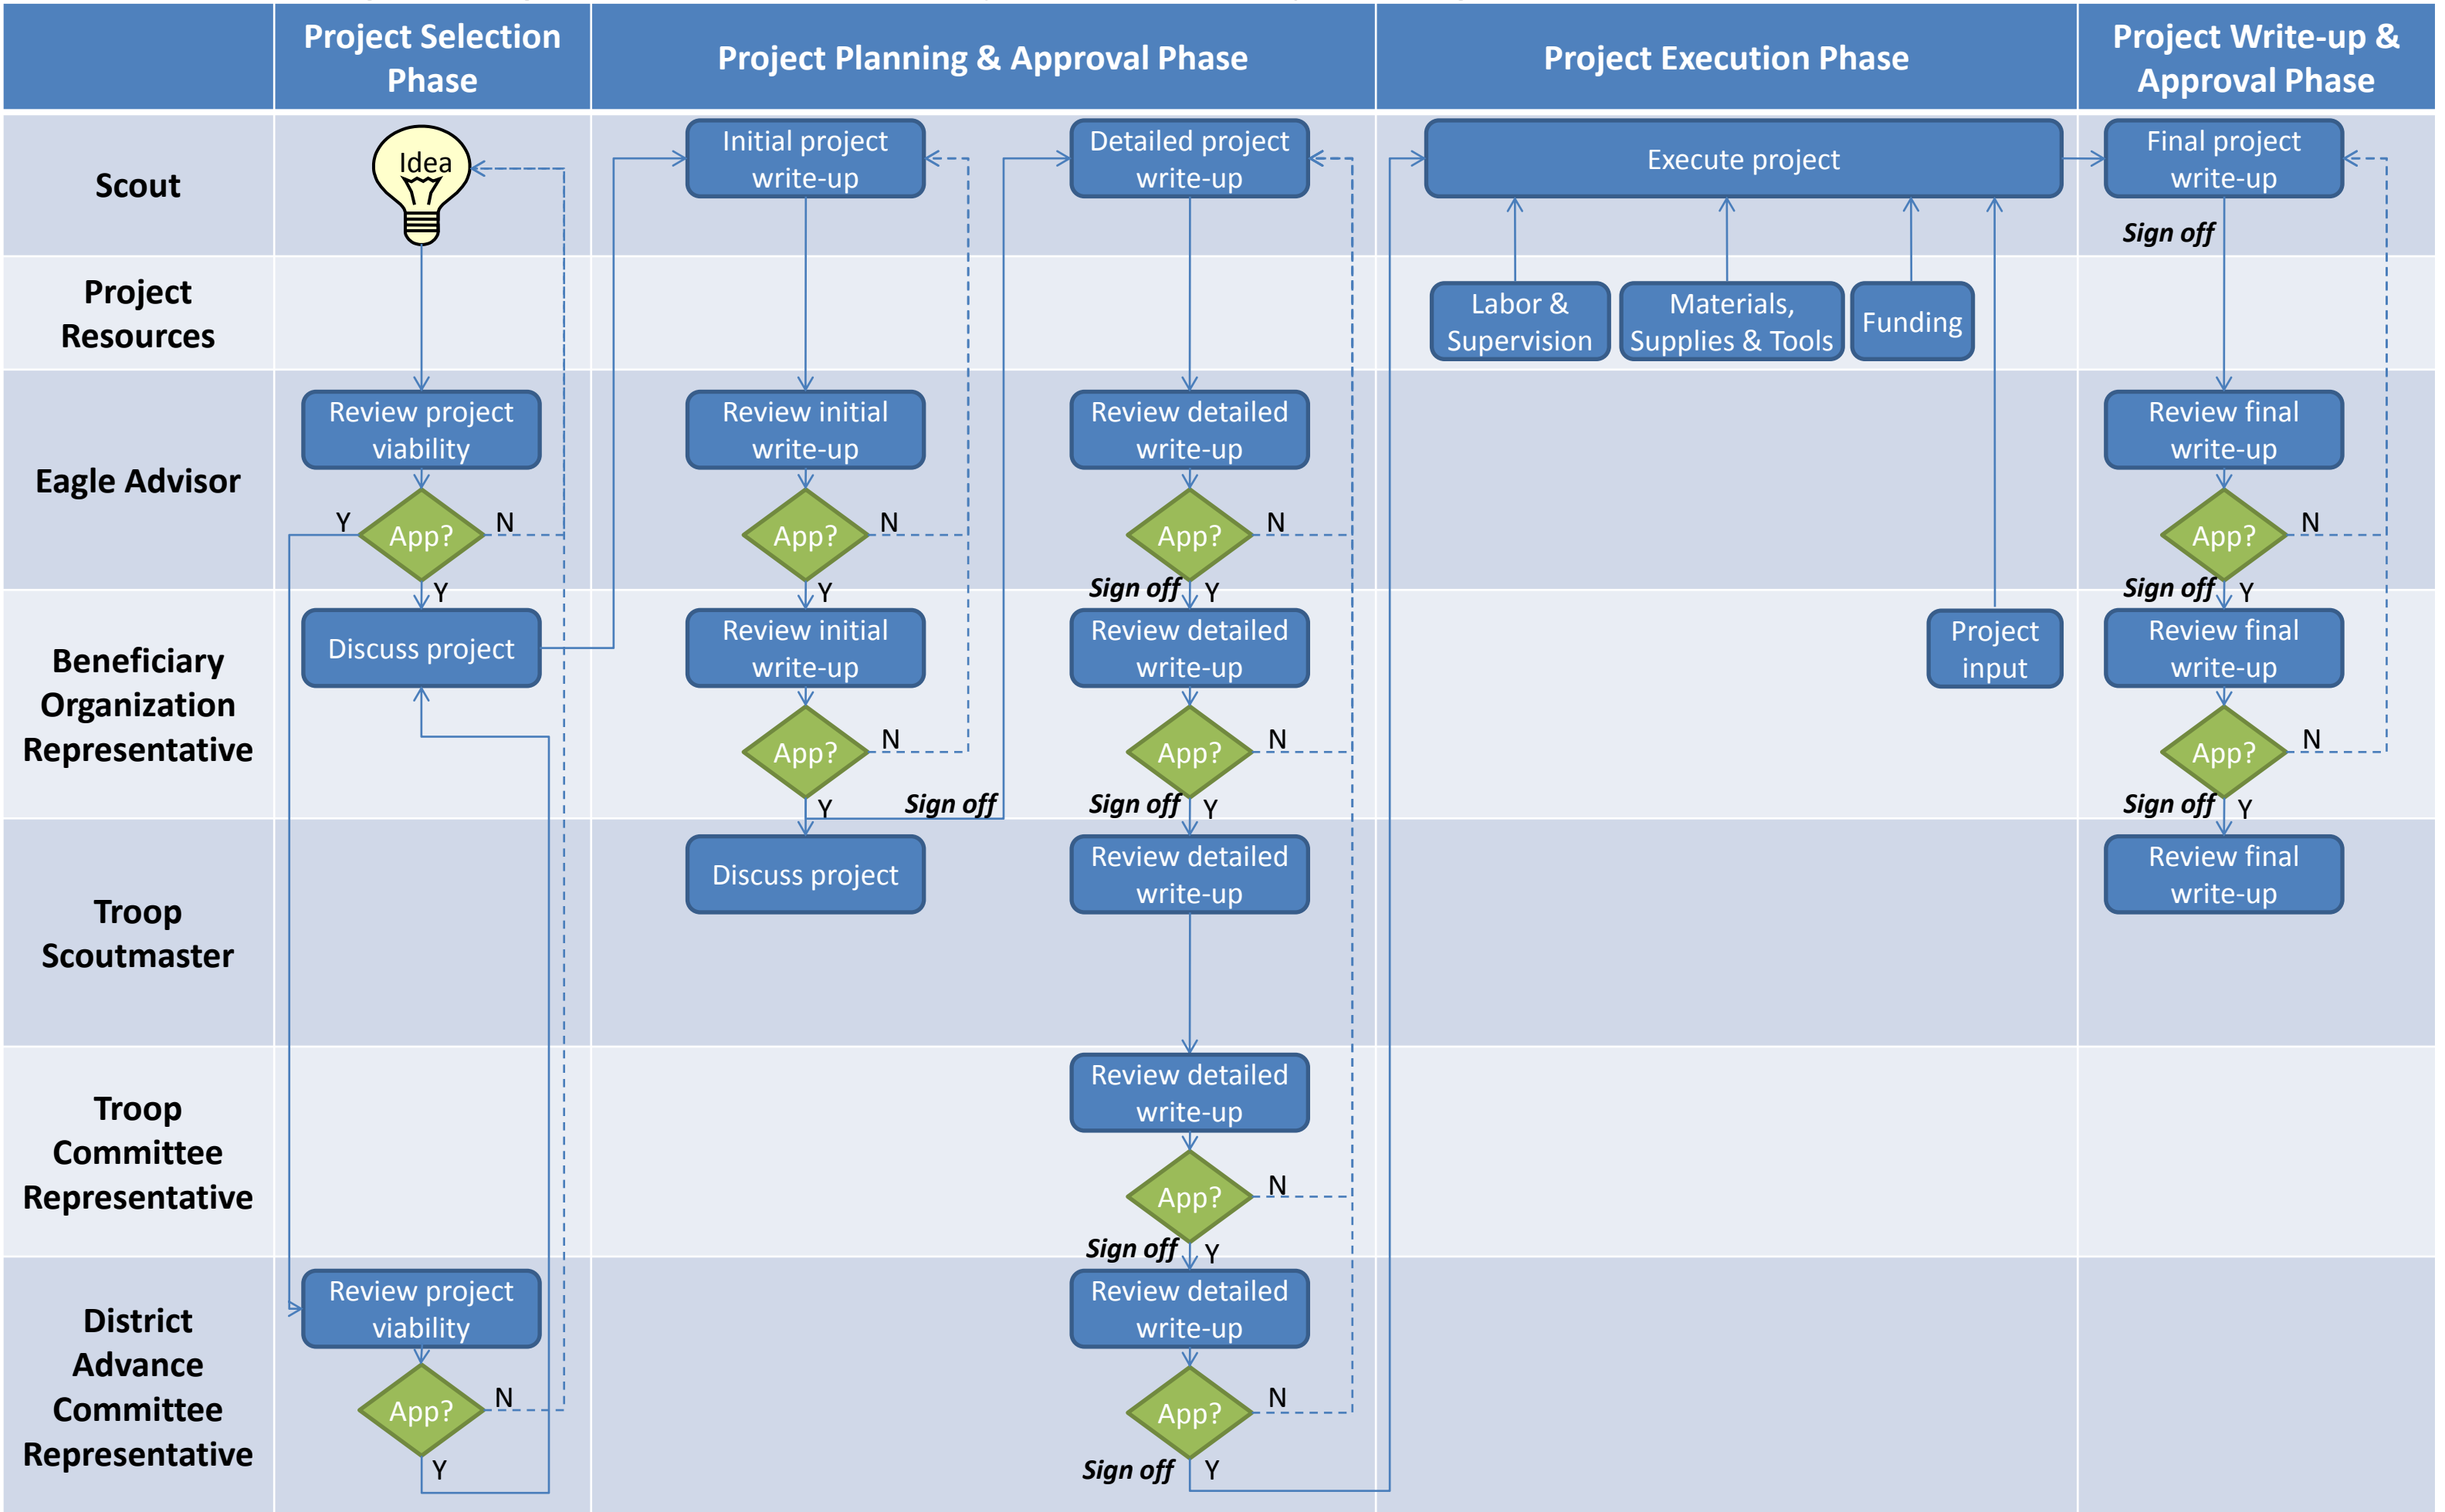 Project Selection
Phase
Project Planning & Approval Phase
Project Execution Phase
Project Write-up &
Approval Phase
Scout
Idea
Initial project
write-up
Detailed project
write-up
Execute project
Final project
write-up
Sign off
Project
Resources
Labor &
Supervision
Materials,
Supplies & Tools
Funding
Eagle Advisor
Review project
viability
Y
App?
N
Y
Review initial
write-up
App?
N
Y
Review detailed
write-up
App?
N
Sign off
Y
Review final
write-up
App?
N
Sign off
Y
Beneficiary
Organization
Representative
Discuss project
Review initial
write-up
App?
N
Y
Sign off
Review detailed
write-up
App?
N
Sign off
Y
Project
input
Review final
write-up
App?
N
Sign off
Y
Troop
Scoutmaster
Discuss project
Review detailed
write-up
Review final
write-up
Troop
Committee
Representative
Review detailed
write-up
App?
N
Sign off
Y
District
Advance
Committee
Representative
Review project
viability
App?
N
Y
Review detailed
write-up
App?
N
Sign off
Y